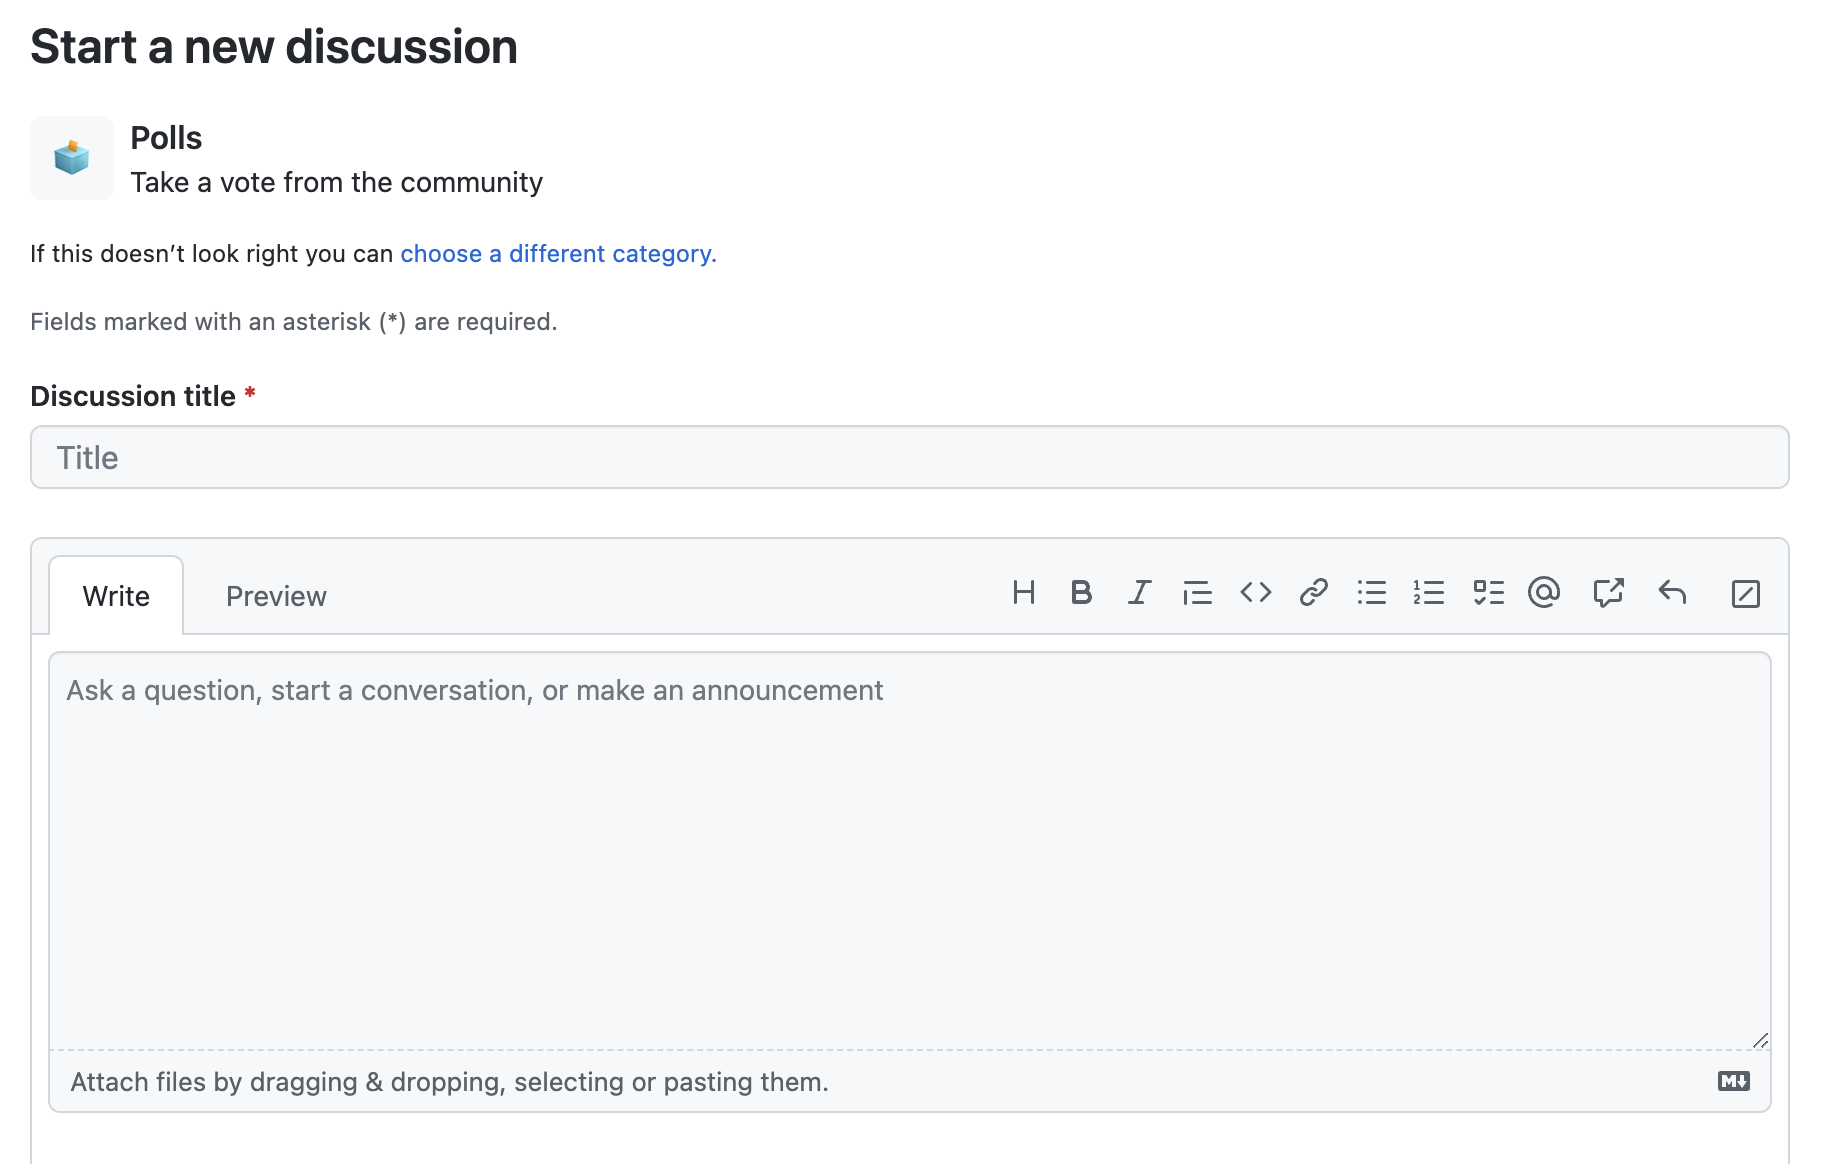 Start a new discussion
Polls
Take a vote from the community
If this doesn’t look right you can choose a different category.
Fields marked with an asterisk (*) are required.
Discussion title *
Title
Write Preview
Ask a question, start a conversation, or make an announcement
Attach files by dragging & dropping, selecting or pasting them.